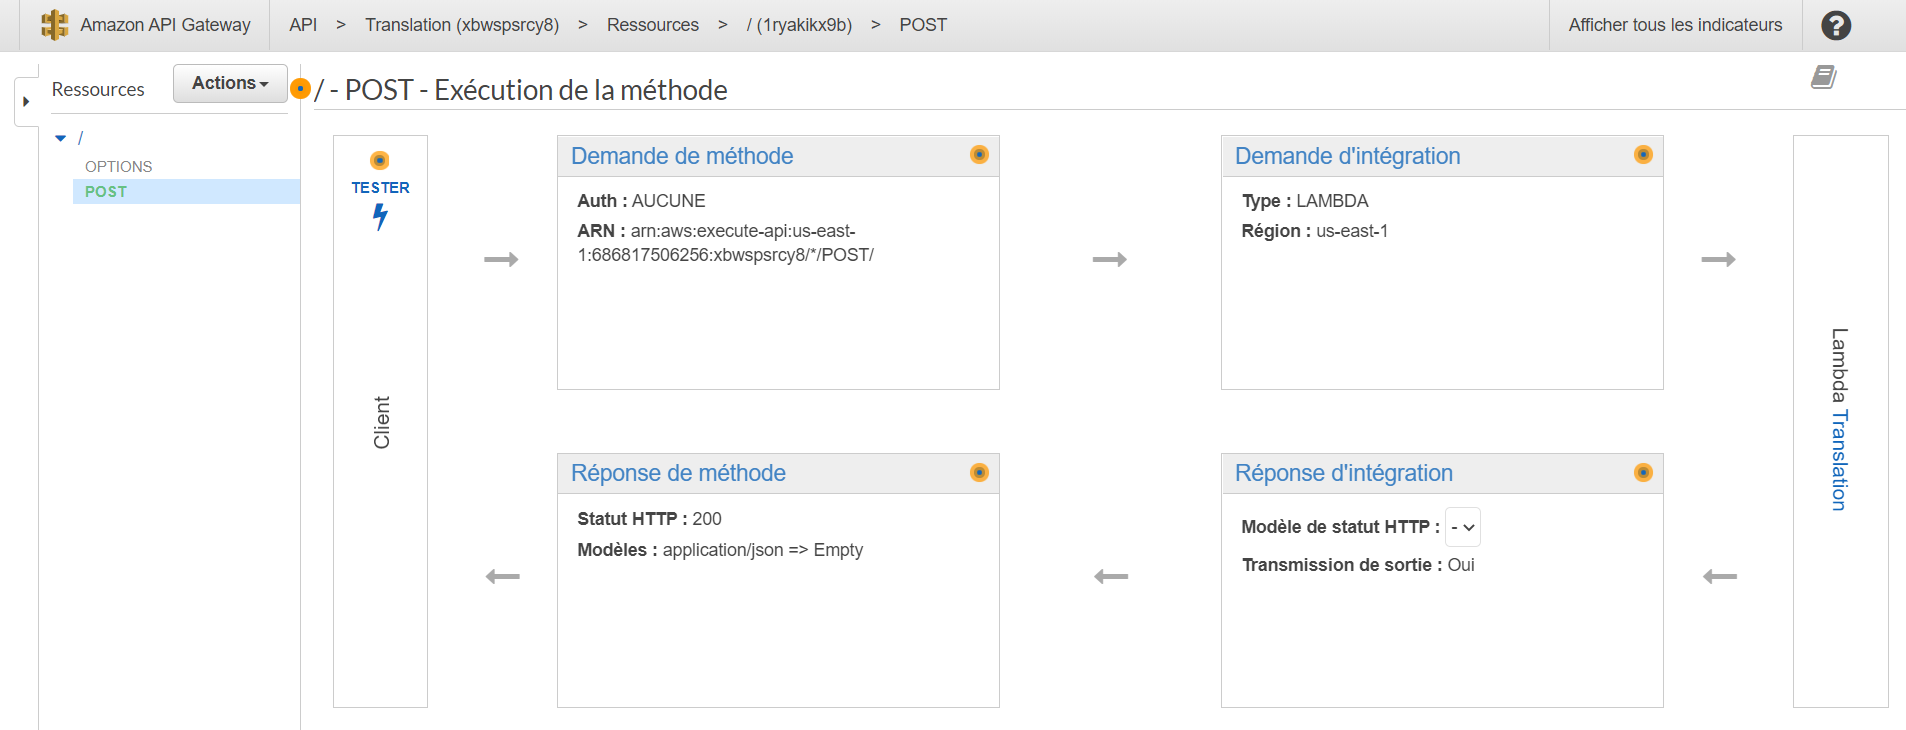 Amazon API Gateway
API > Translation (xbwspsrcy8) > Ressources > / (1ryakikx9b) > POST
Afficher tous les indicateurs
?
Ressources
Actions
/ - POST - Exécution de la méthode
/
OPTIONS
POST
TESTER
Client
Demande de méthode
Auth : AUCUNE
ARN : arn:aws:execute-api:us-east-
1:686817506256:xbwspsrcy8/*/POST/
Demande d'intégration
Type : LAMBDA
Région : us-east-1
Réponse de méthode
Statut HTTP : 200
Modèles : application/json => Empty
Réponse d'intégration
Modèle de statut HTTP : -
Transmission de sortie : Oui
Lambda Translation